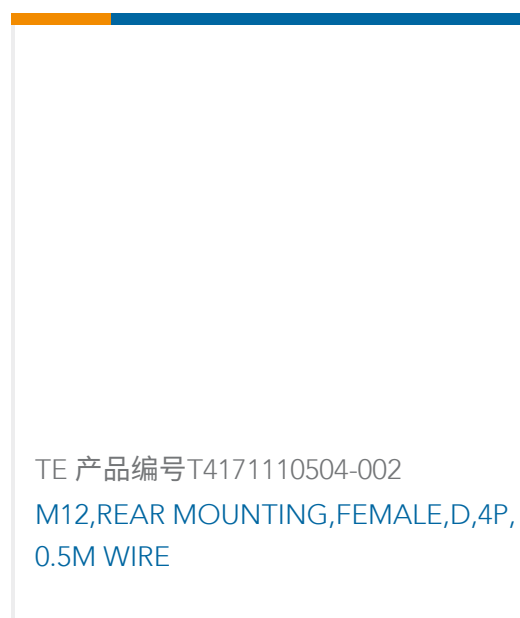 TE 产品编号T4171110504-002
M12,REAR MOUNTING,FEMALE,D,4P,
0.5M WIRE